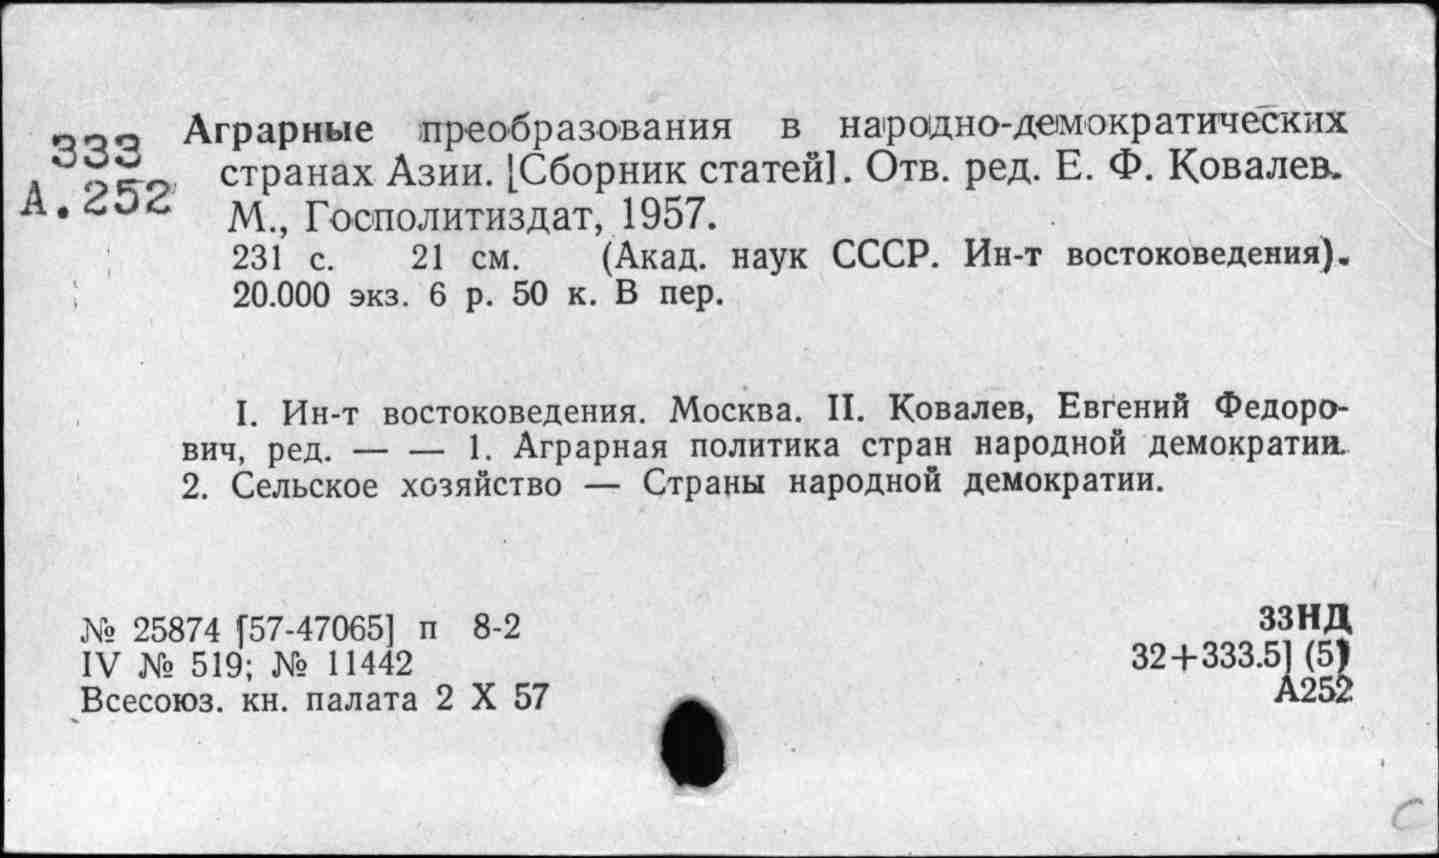 333
А.252
Аграрные преобразования в народно-демократических
странах Азии. [Сборник статей]. Отв. ред. Е. Ф. Ковалев.
М., Госполитиздат, 1957.
231 с. 21 см. (Акад. наук СССР. Ин-т востоковедения).
20.000 экз. 6 р. 50 к. В пер.
I. Ин-т востоковедения. Москва. II. Ковалев, Евгений Федоро-
вич, ред. — — 1. Аграрная политика стран народной демократии.
2. Сельское хозяйство — Страны народной демократии.
№ 25874 [57-47065] п 8-2
IV № 519; № 11442
Всесоюз. кн. палата 2 X 57
33НД
32+333.5] (5)
А252
С